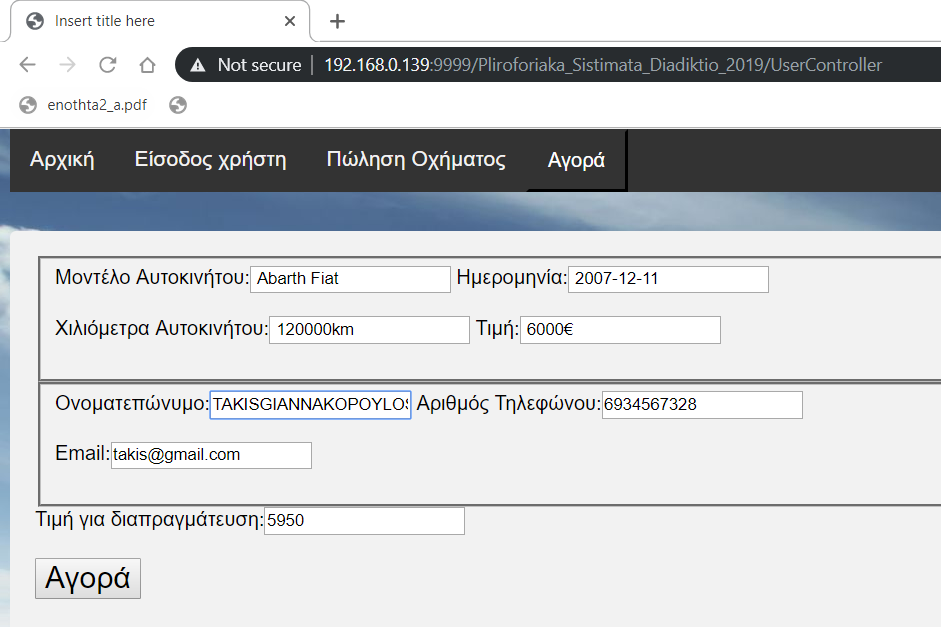 Insert title here
Not secure | 192.168.0.139:9999/Pliroforiaka_Sistimata_Diadiktio_2019/UserController
enothta2_a.pdf
Αρχική Είσοδος χρήστη Πώληση Οχήματος Αγορά
Μοντέλο Αυτοκινήτου: Abarth Fiat Ημερομηνία: 2007-12-11
Χιλιόμετρα Αυτοκινήτου: 120000km Τιμή: 6000€
Ονοματεπώνυμο: TAKISGIANNAKOPOYLOS Αριθμός Τηλεφώνου: 6934567328
Email: takis@gmail.com
Τιμή για διαπραγμάτευση: 5950
Αγορά